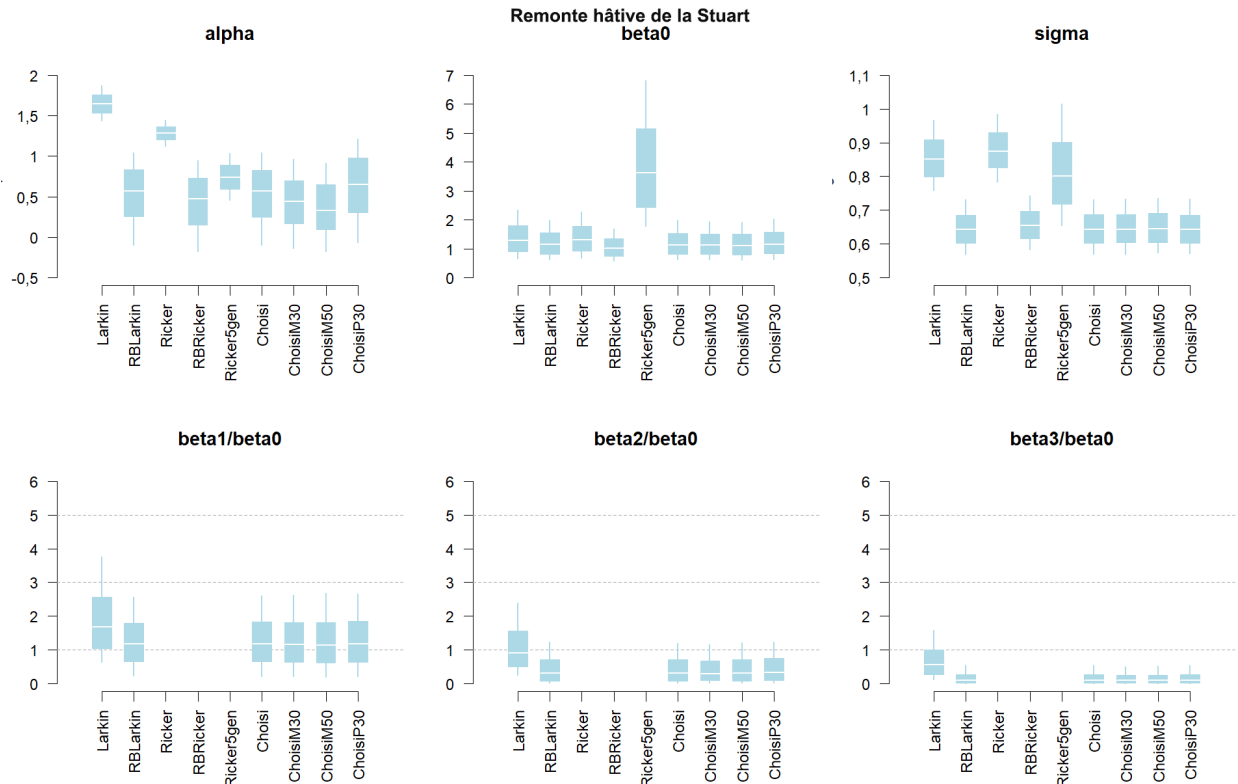 Remonte hâtive de la Stuart
alpha
beta0
sigma
2
1,5
1
0,5
0
-0,5
Larkin
RBLarkin
Ricker
RBRicker
Ricker5gen
Choisi
ChoisiM30
ChoisiM50
ChoisiP30
7
6
5
4
3
2
1
0
Larkin
RBLarkin
Ricker
RBRicker
Ricker5gen
Choisi
ChoisiM30
ChoisiM50
ChoisiP30
1,1
1
0,9
0,8
0,7
0,6
0,5
Larkin
RBLarkin
Ricker
RBRicker
Ricker5gen
Choisi
ChoisiM30
ChoisiM50
ChoisiP30
beta1/beta0
beta2/beta0
beta3/beta0
6
5
4
3
2
1
0
Larkin
RBLarkin
Ricker
RBRicker
Ricker5gen
Choisi
ChoisiM30
ChoisiM50
ChoisiP30
6
5
4
3
2
1
0
Larkin
RBLarkin
Ricker
RBRicker
Ricker5gen
Choisi
ChoisiM30
ChoisiM50
ChoisiP30
6
5
4
3
2
1
0
Larkin
RBLarkin
Ricker
RBRicker
Ricker5gen
Choisi
ChoisiM30
ChoisiM50
ChoisiP30